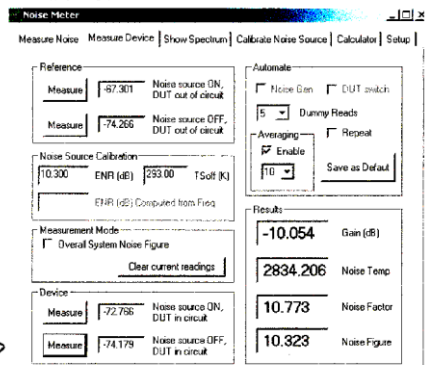 Noise Meter
Measure Noise Measure Device Show Spectrum Calibrate Noise Source Calculator Setup
Reference
Measure -67.301 Noise source ON, DUT out of circuit
Measure -74.266 Noise source OFF, DUT out of circuit
Noise Source Calibration
10.300 ENR (dB) 293.00 TSoff (K)
ENR (dB) Computed from Freq
Measurement Mode
Overall System Noise Figure
Clear current readings
Device
Measure -72.766 Noise source ON, DUT in circuit
Measure -74.179 Noise source OFF, DUT in circuit
Automate
Noise Gen DUT switch
5 Dummy Reads
Averaging Repeat
Enable
10 Save as Default
Results
-10.054 Gain (dB)
2834.206 Noise Temp
10.773 Noise Factor
10.323 Noise Figure